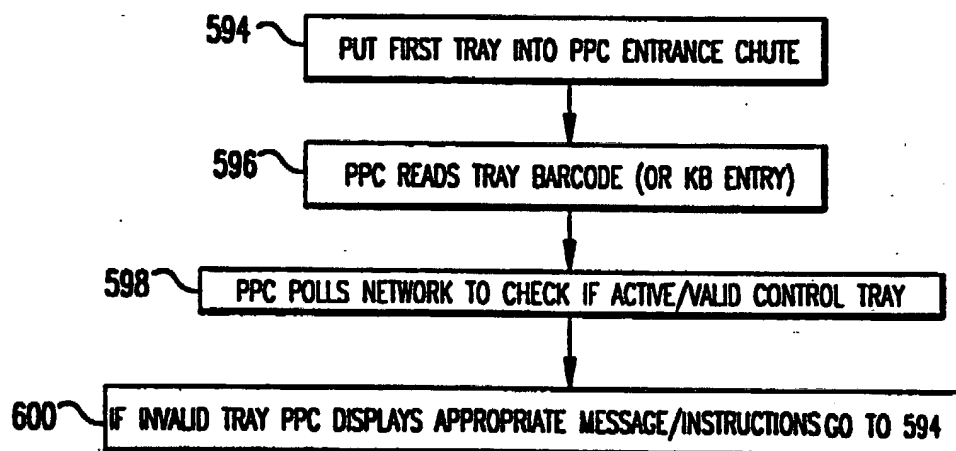 594 PUT FIRST TRAY INTO PPC ENTRANCE CHUTE
596 PPC READS TRAY BARCODE (OR KB ENTRY)
598 PPC POLLS NETWORK TO CHECK IF ACTIVE/VALID CONTROL TRAY
600 IF INVALID TRAY PPC DISPLAYS APPROPRIATE MESSAGE/INSTRUCTIONS GO TO 594